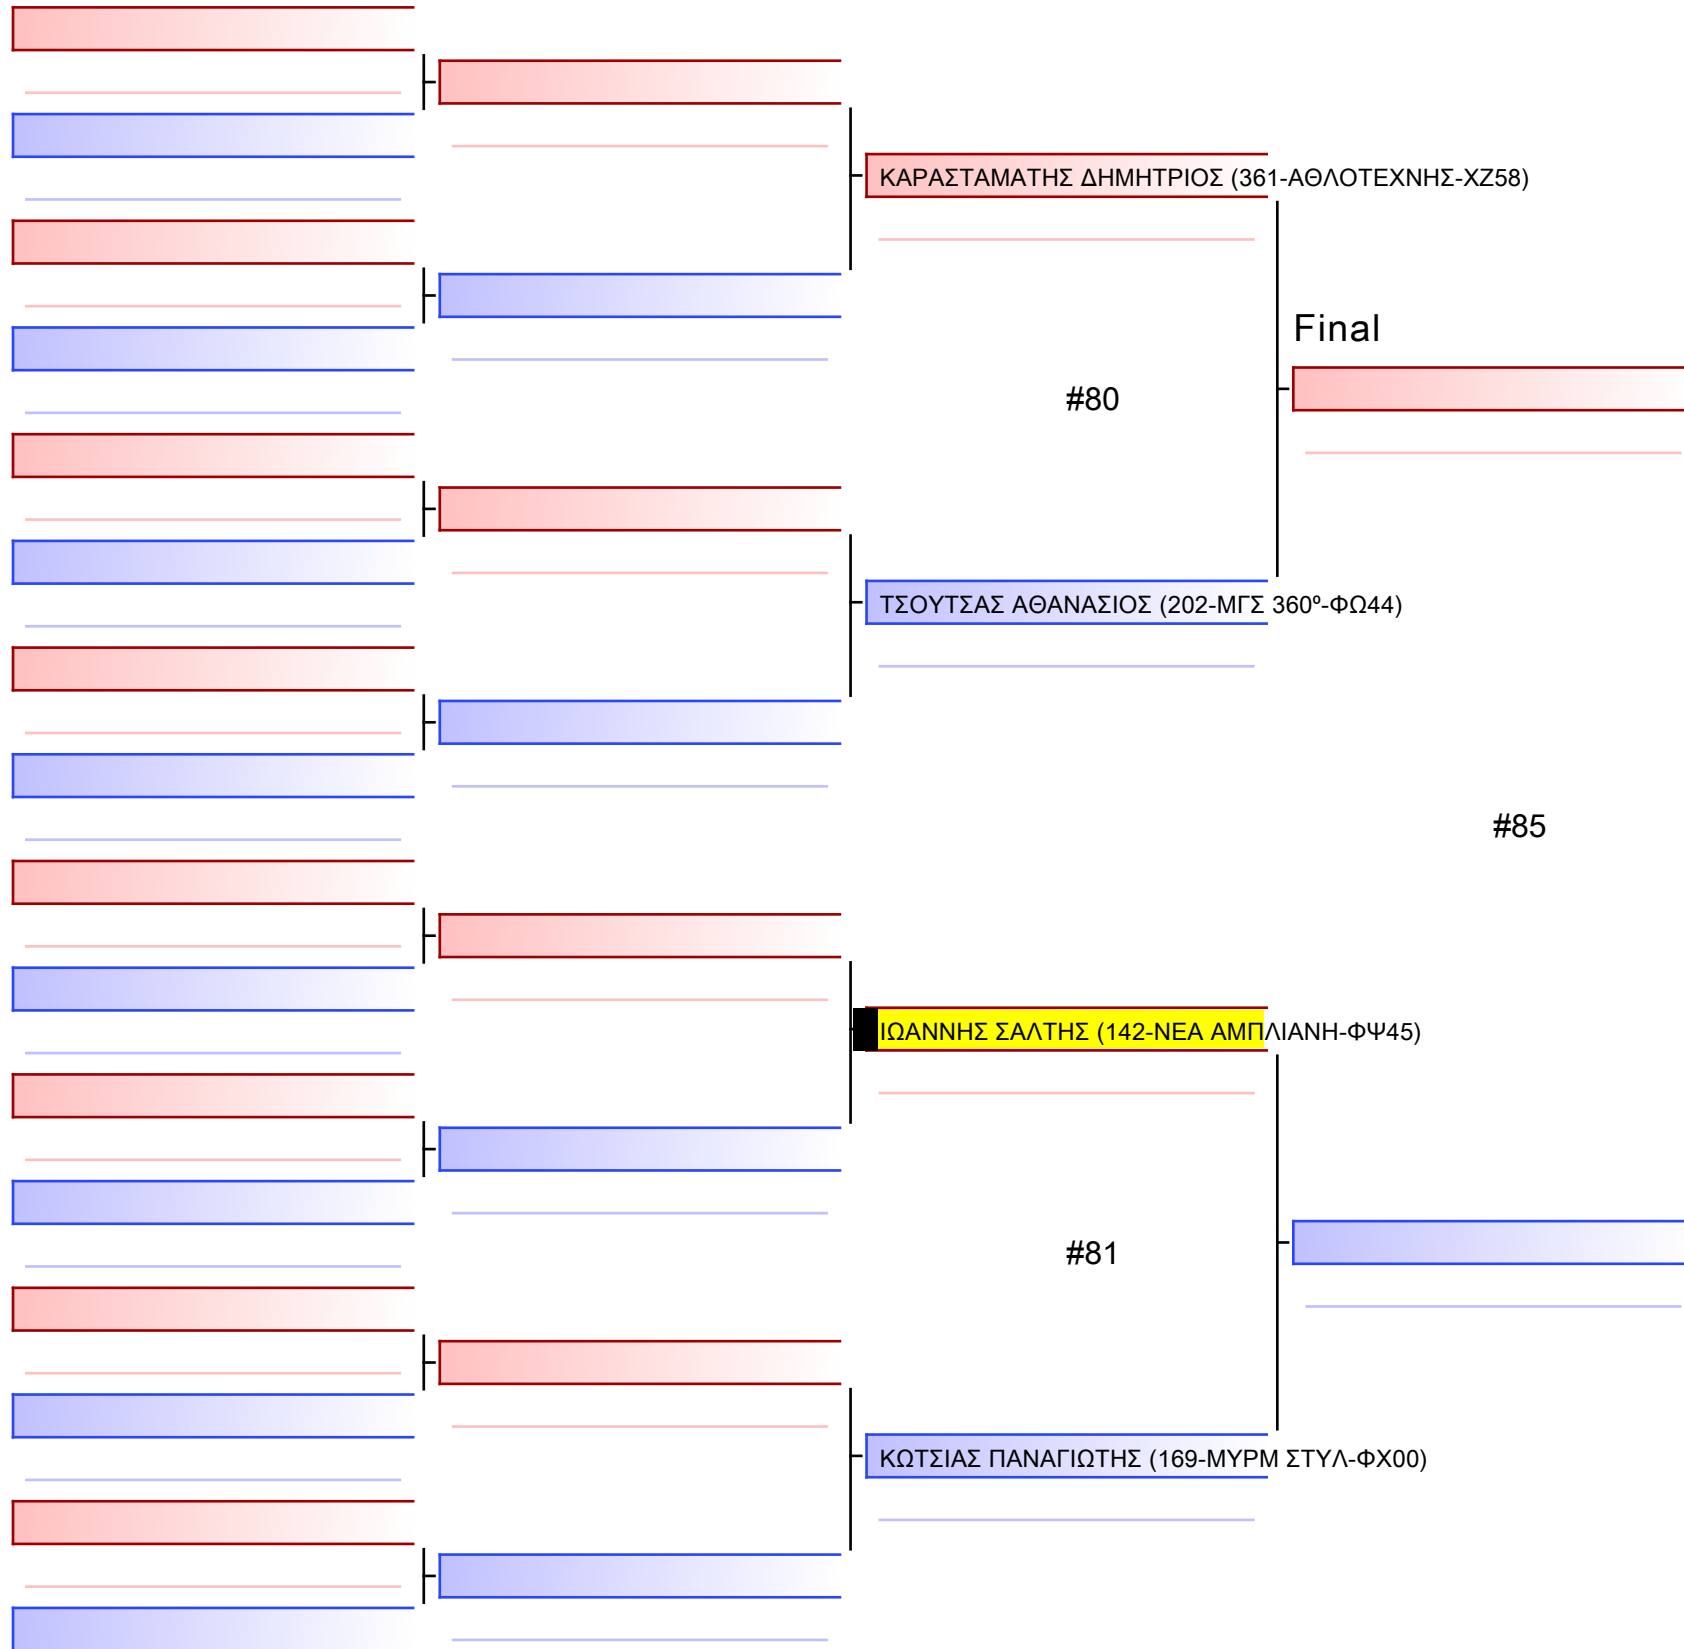 ΚΑΡΑΣΤΑΜΑΤΗΣ ΔΗΜΗΤΡΙΟΣ (361-ΑΘΛΟΤΕΧΝΗΣ-ΧΖ58)
Final
#80
ΤΣΟΥΤΣΑΣ ΑΘΑΝΑΣΙΟΣ (202-ΜΓΣ 360º-ΦΩ44)
#85
ΙΩΑΝΝΗΣ ΣΑΛΤΗΣ (142-ΝΕΑ ΑΜΠΛΙΑΝΗ-ΦΨ45)
#81
ΚΩΤΣΙΑΣ ΠΑΝΑΓΙΩΤΗΣ (169-ΜΥΡΜ ΣΤΥΛ-ΦΧ00)